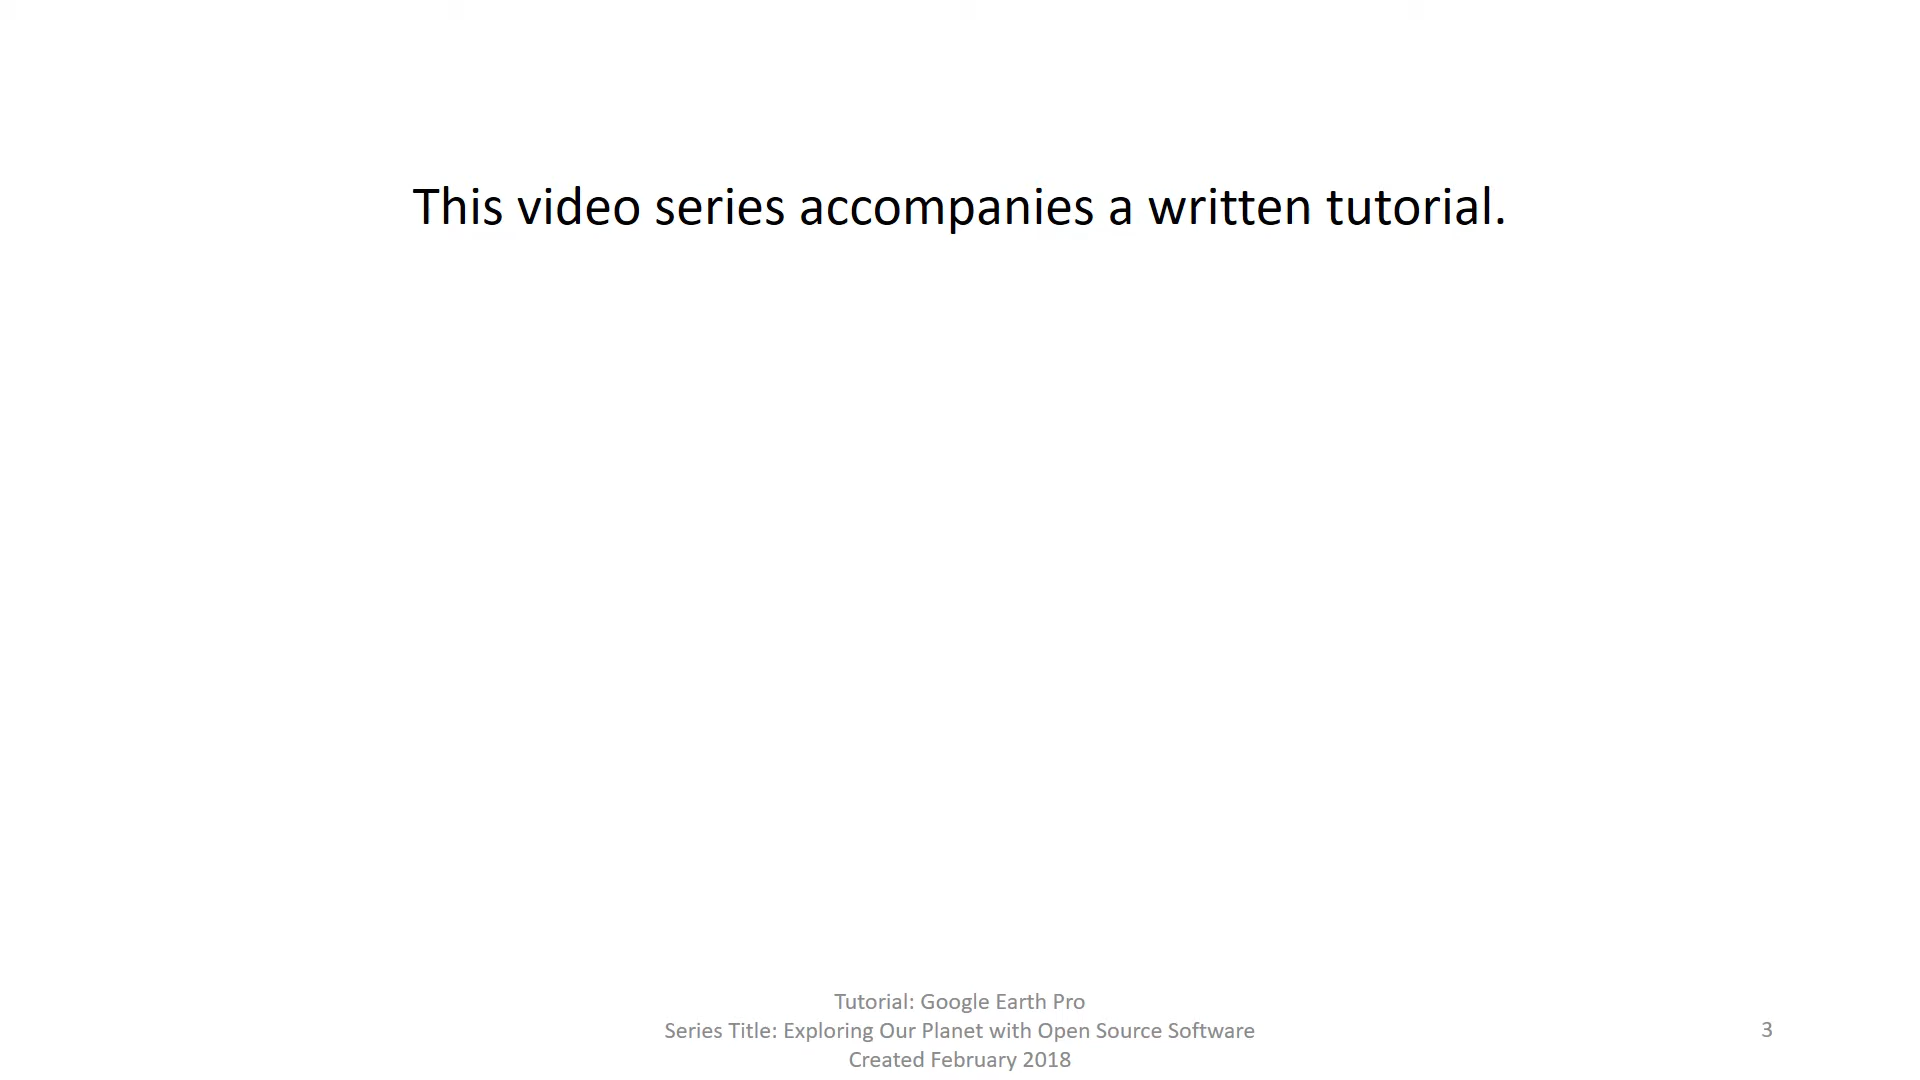 This video series accompanies a written tutorial.
Tutorial: Google Earth Pro
Series Title: Exploring Our Planet with Open Source Software
Created February 2018
3